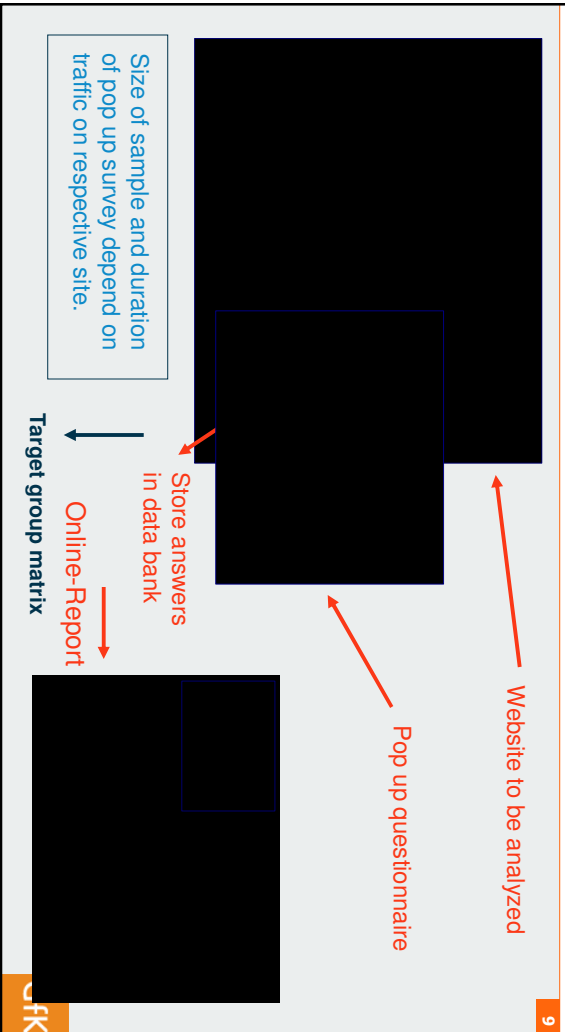 9
Website to be analyzed
Pop up questionnaire
Store answers
in data bank
Size of sample and duration
of pop up survey depend on
traffic on respective site.
Online-Report
Target group matrix
GfK